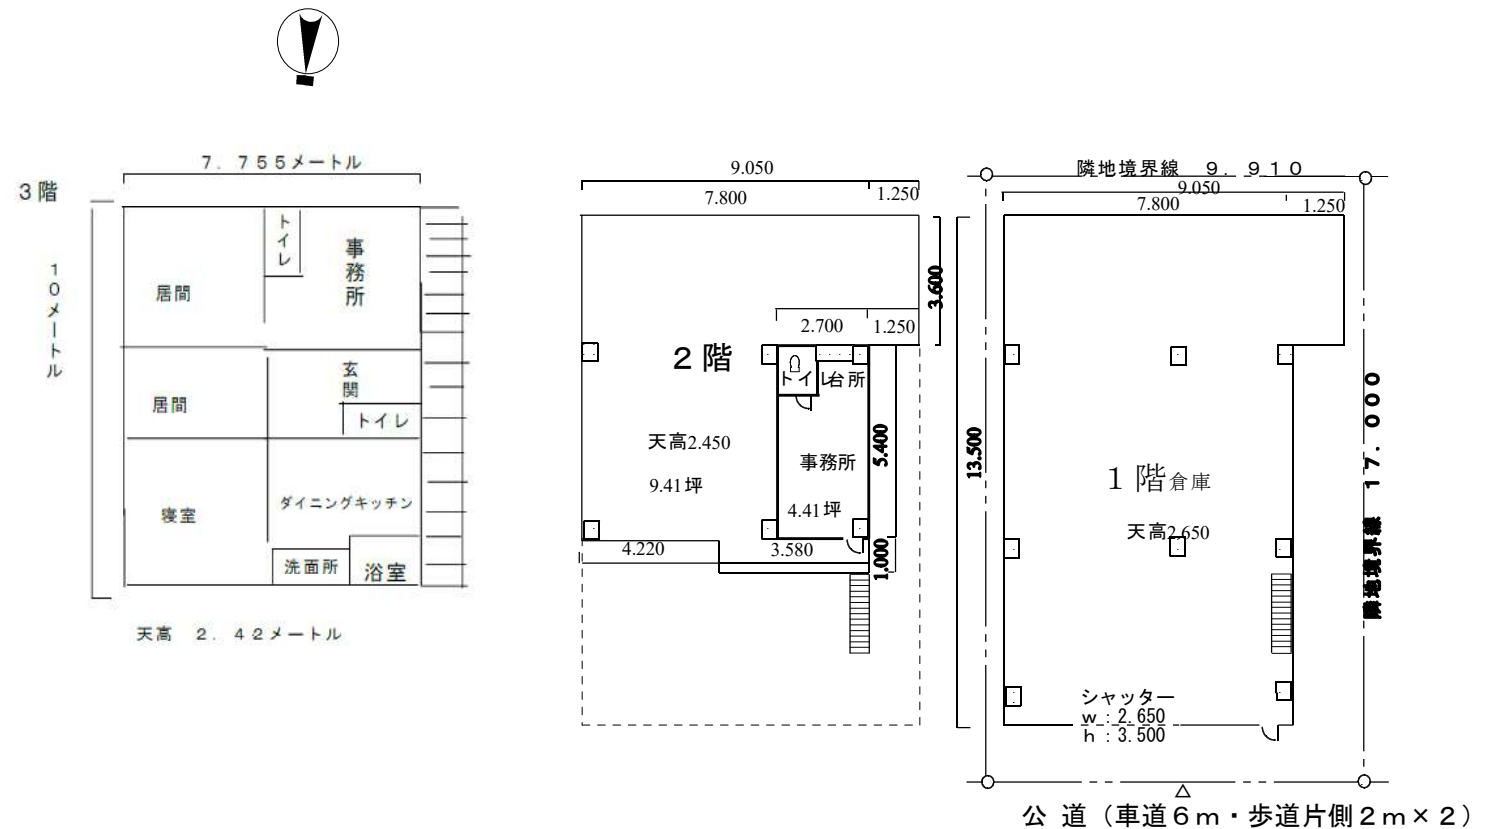 ７．７５５メートル
３階
１０メートル
トイレ
事務所
居間
玄関
居間
トイレ
寝室
ダイニングキッチン
洗面所
浴室
天高　２．４２メートル
9.050
7.800
1.250
3.600
2.700
1.250
２階
トイレ
台所
天高2.450
9.41坪
事務所
4.41坪
5.400
4.220
3.580
1.000
隣地境界線　９．９１０
9.050
7.800
1.250
13.500
１階倉庫
天高2,650
隣地境界線　１７．０００
シャッター
ｗ：2.650
ｈ：3.500
公 道（車道６ｍ・歩道片側２ｍ×２）